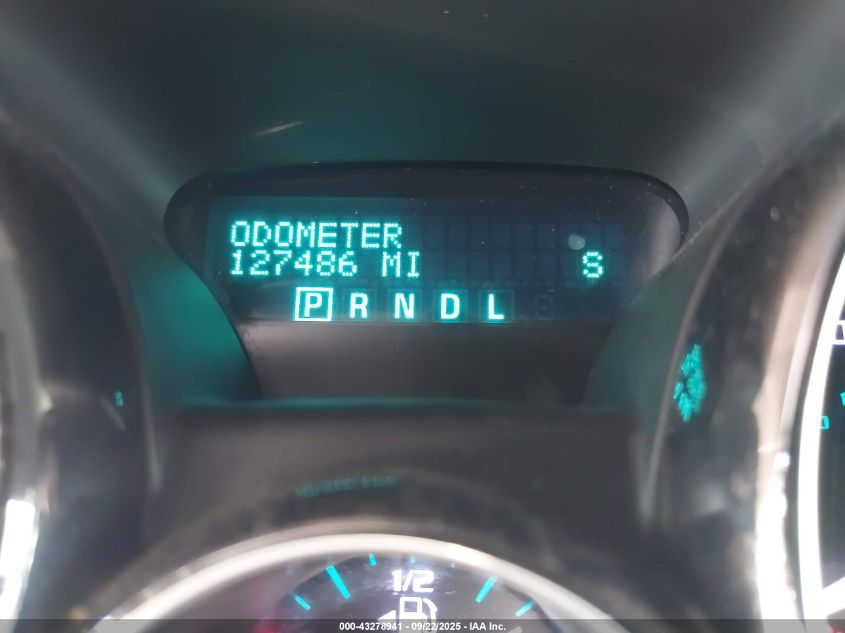 ODOMETER
127486 MI S
P R N D L
1/2
000-43278941 - 09/22/2025 - IAA Inc.